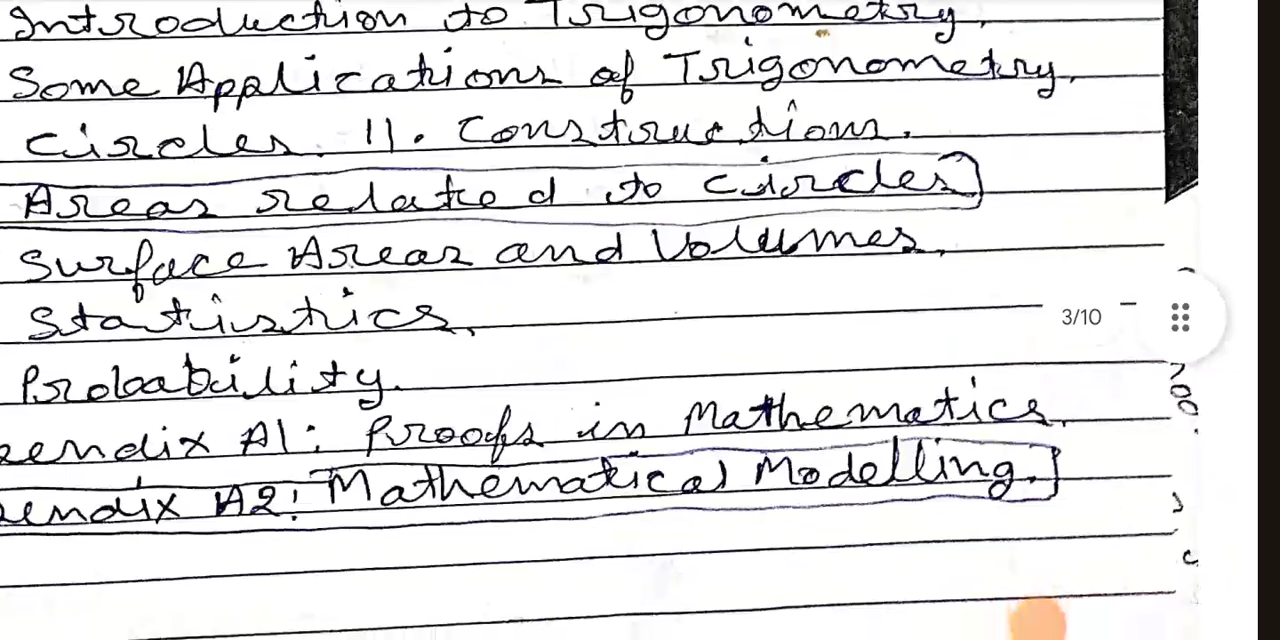 Introduction to Trigonometry.
Some Applications of Trigonometry.
Circles. 11. Constructions.
Areas related to circles
Surface Areas and Volumes.
Statistics.
3/10
Probability.
endix A1: Proofs in Mathematics.
endix A2: Mathematical Modelling.